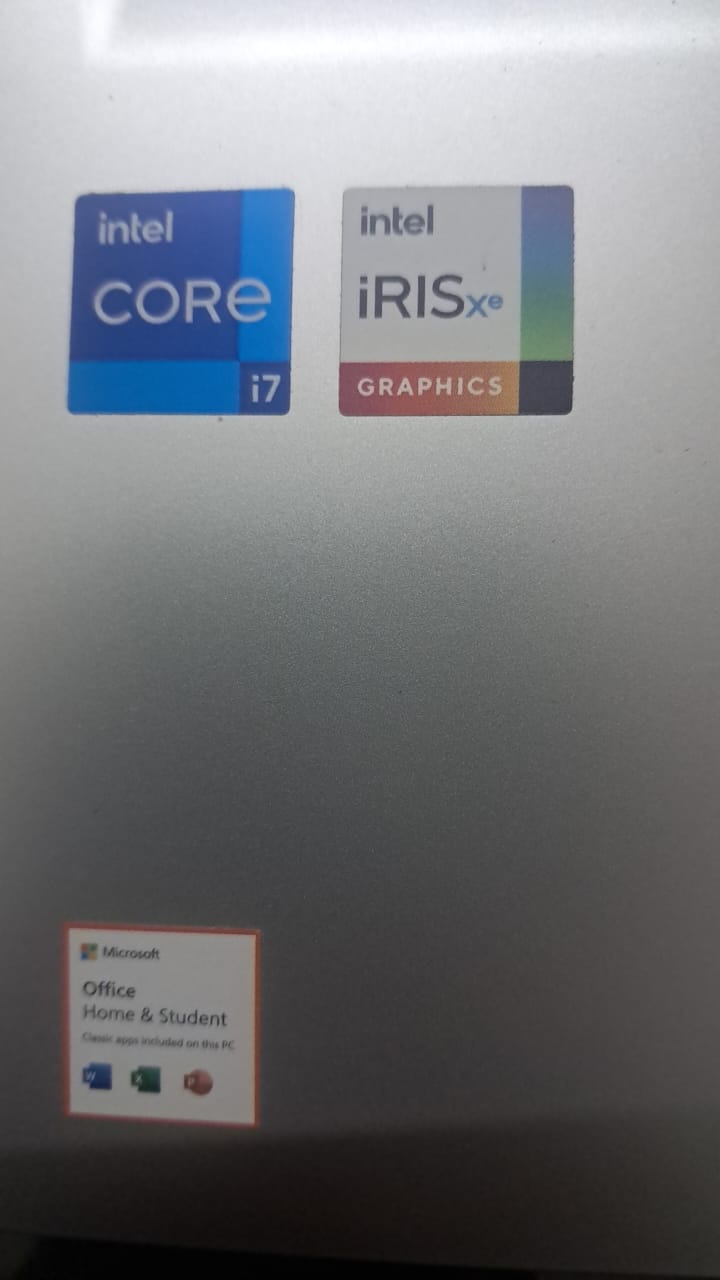 intel
CORe
i7
intel
iRISxe
GRAPHICS
Microsoft
Office
Home & Student
Classic apps included on this PC
W
X
P